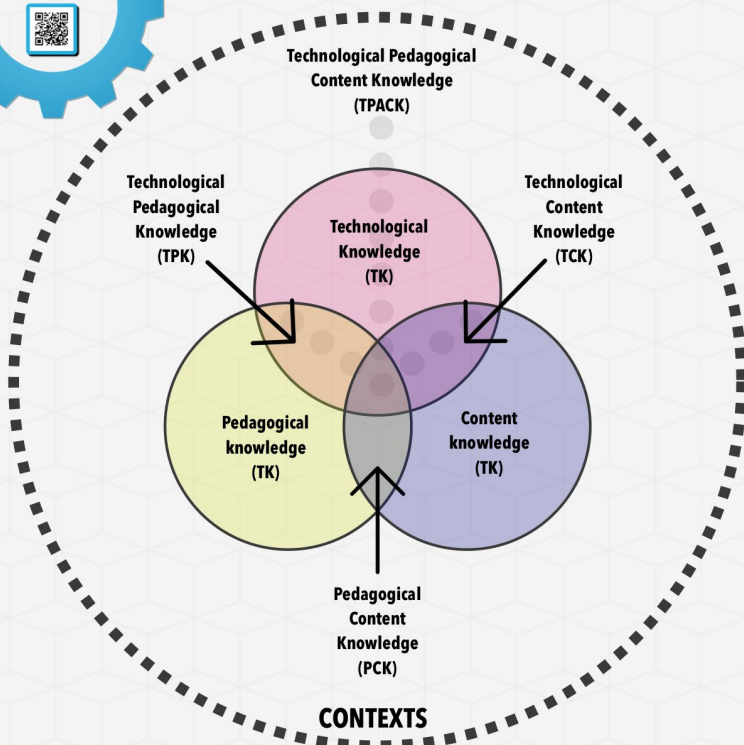 Technological Pedagogical
Content Knowledge
(TPACK)
Technological
Pedagogical
Knowledge
(TPK)
Technological
Content
Knowledge
(TCK)
Technological
Knowledge
(TK)
Pedagogical
knowledge
(TK)
Content
knowledge
(TK)
Pedagogical
Content
Knowledge
(PCK)
CONTEXTS